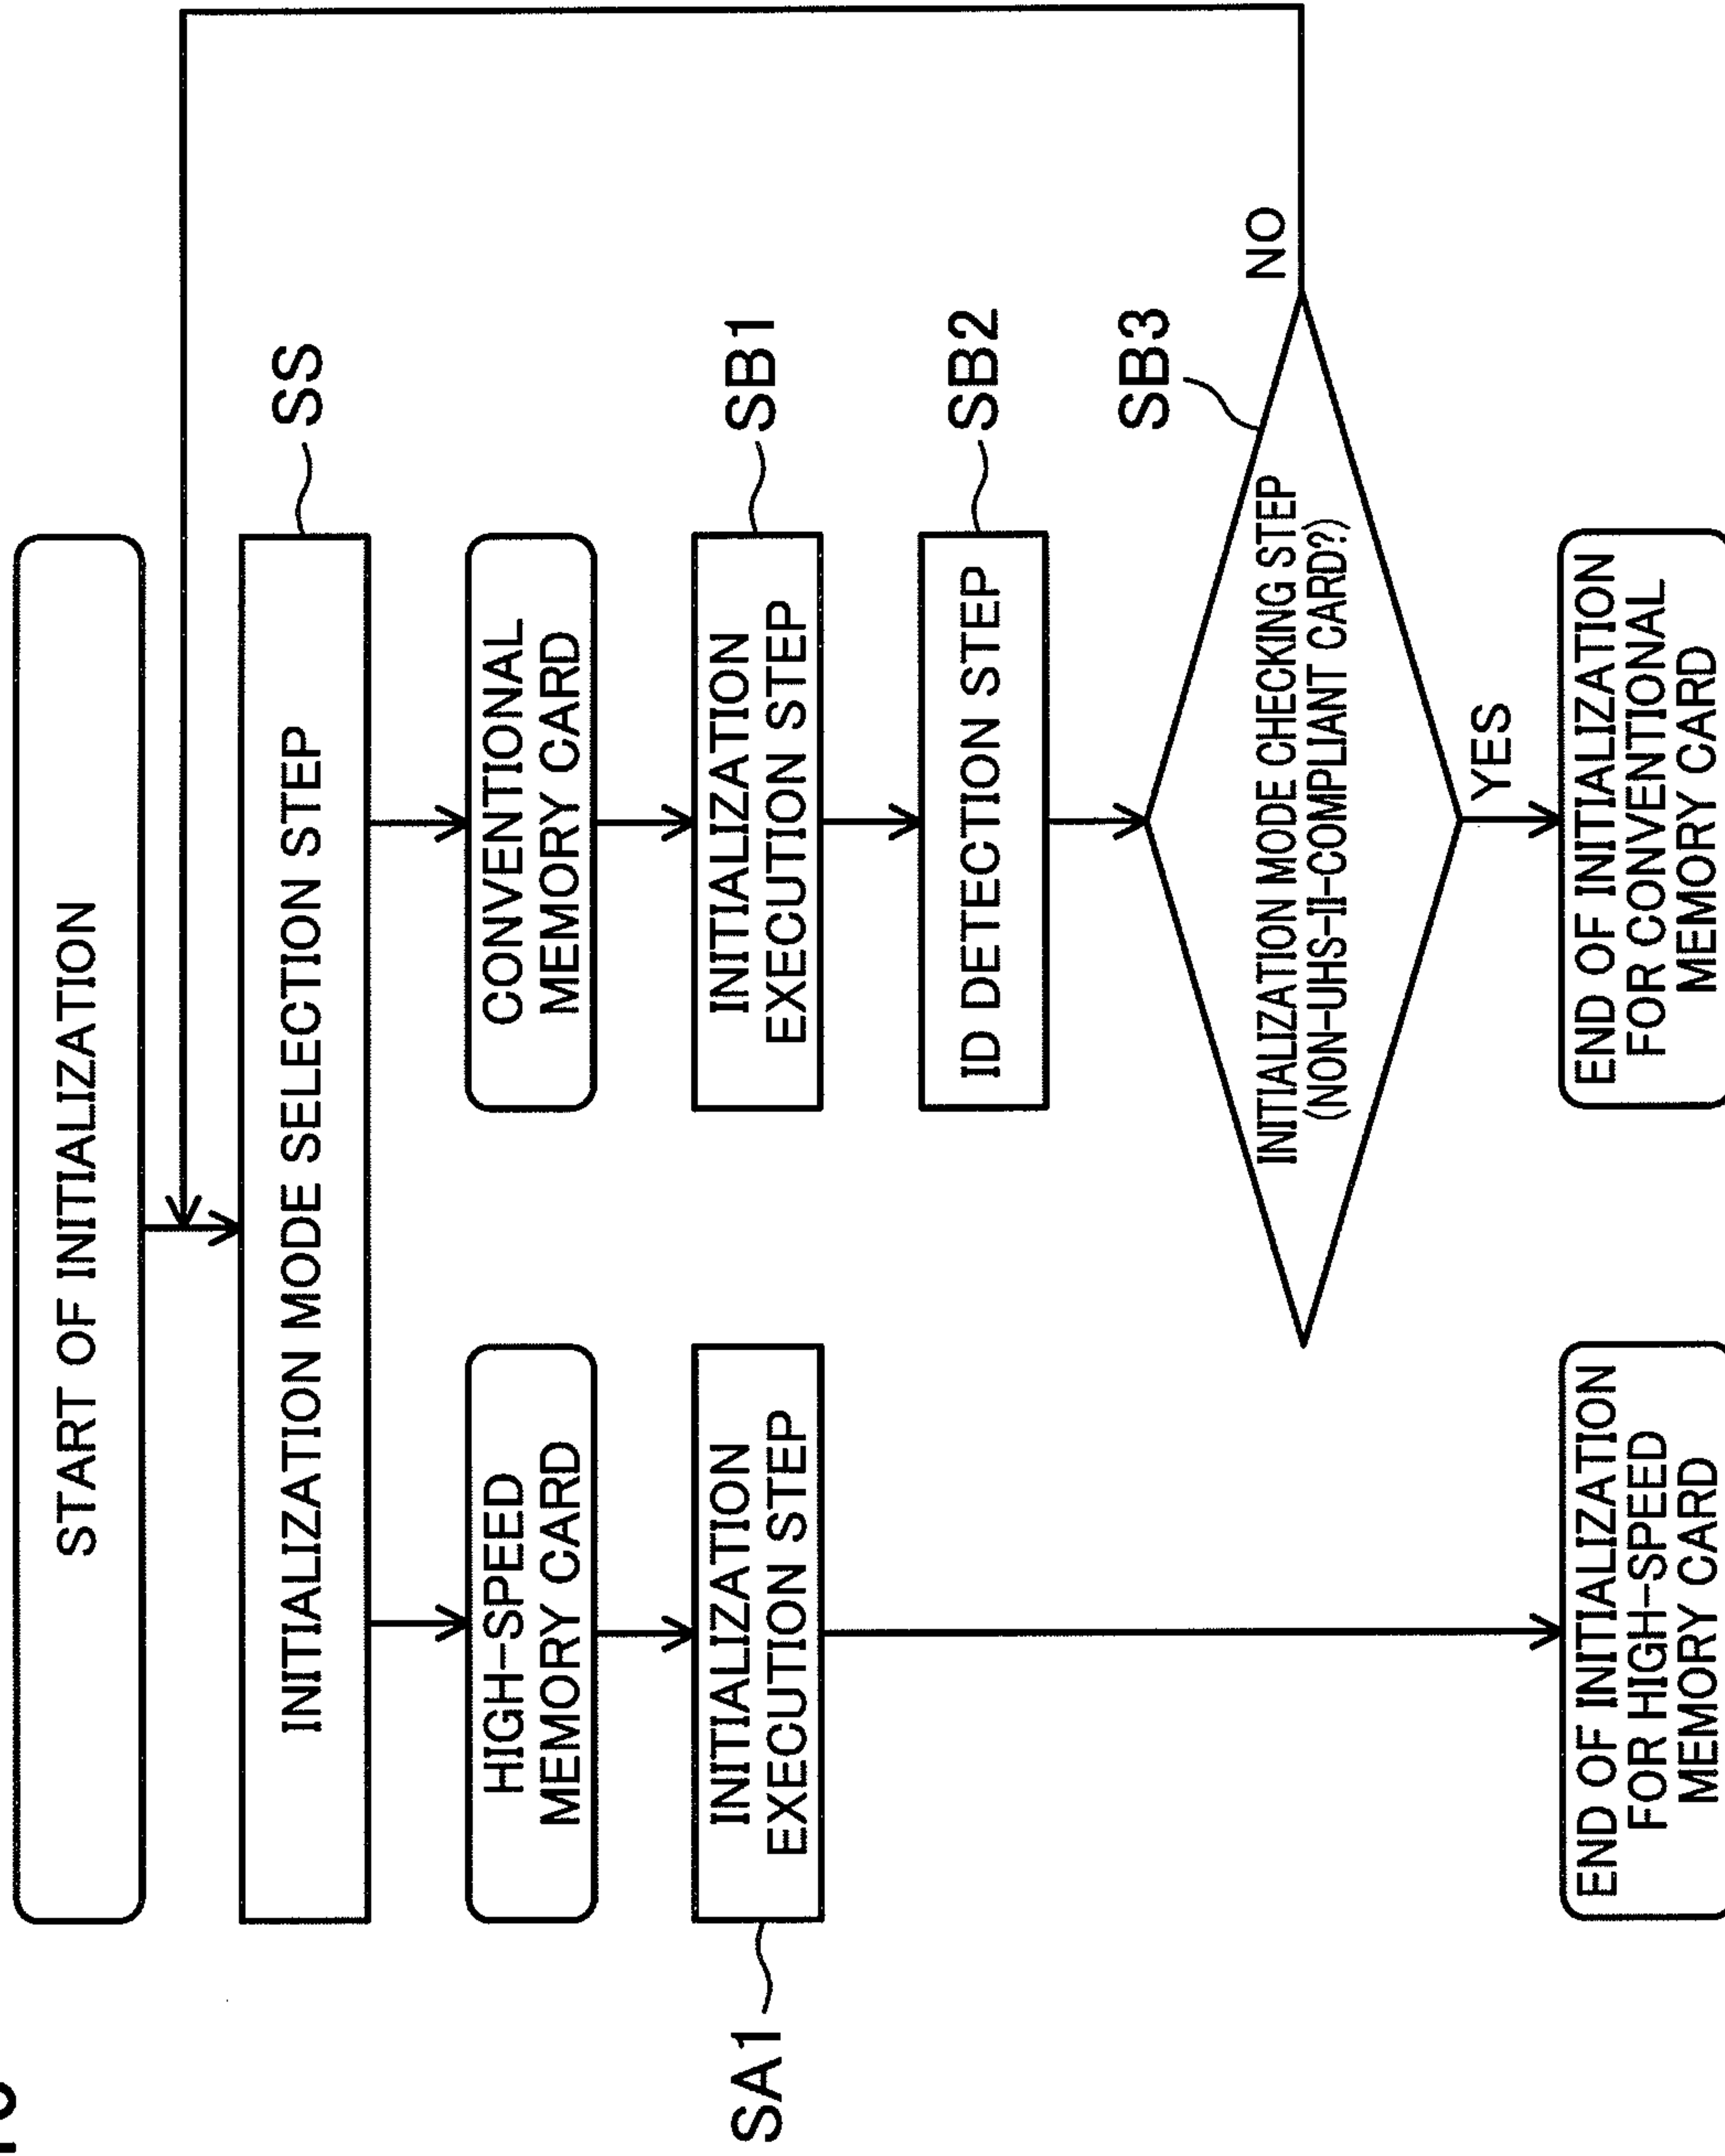 START OF INITIALIZATION
INITIALIZATION MODE SELECTION STEP
SS
HIGH-SPEED
MEMORY CARD
CONVENTIONAL
MEMORY CARD
SA1
INITIALIZATION
EXECUTION STEP
INITIALIZATION
EXECUTION STEP
SB1
ID DETECTION STEP
SB2
SB3
INITIALIZATION MODE CHECKING STEP
(NON-UHS-II-COMPLIANT CARD?)
NO
YES
END OF INITIALIZATION
FOR HIGH-SPEED
MEMORY CARD
END OF INITIALIZATION
FOR CONVENTIONAL
MEMORY CARD